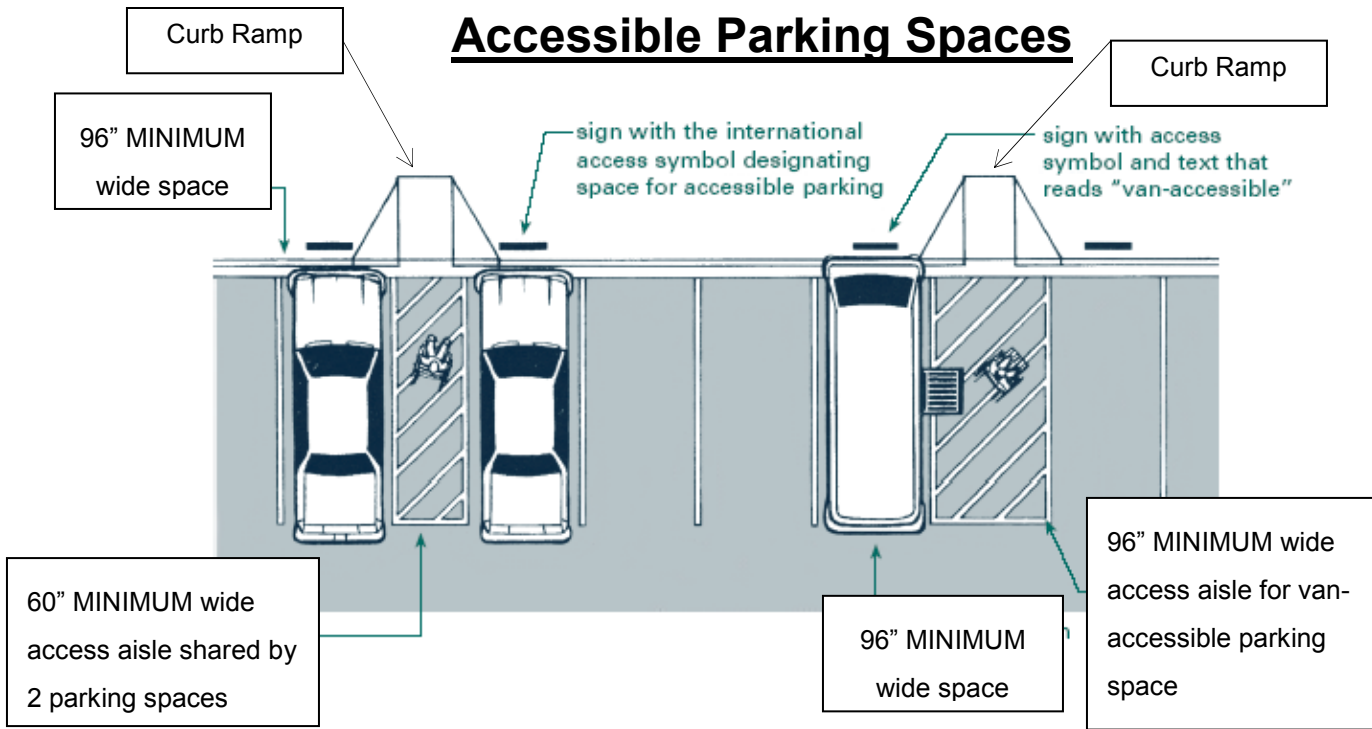 Accessible Parking Spaces
Curb Ramp
Curb Ramp
96” MINIMUM
wide space
sign with the international
access symbol designating
space for accessible parking
sign with access
symbol and text that
reads “van-accessible”
60” MINIMUM wide
access aisle shared by
2 parking spaces
96” MINIMUM
wide space
96” MINIMUM wide
access aisle for van-
accessible parking
space